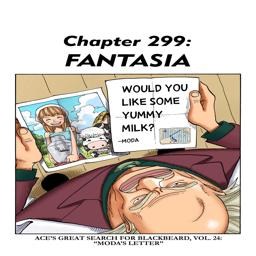 Chapter 299:
FANTASIA
WOULD YOU
LIKE SOME
YUMMY
MILK?
-MODA
ACE'S GREAT SEARCH FOR BLACKBEARD, VOL. 24:
"MODA'S LETTER"